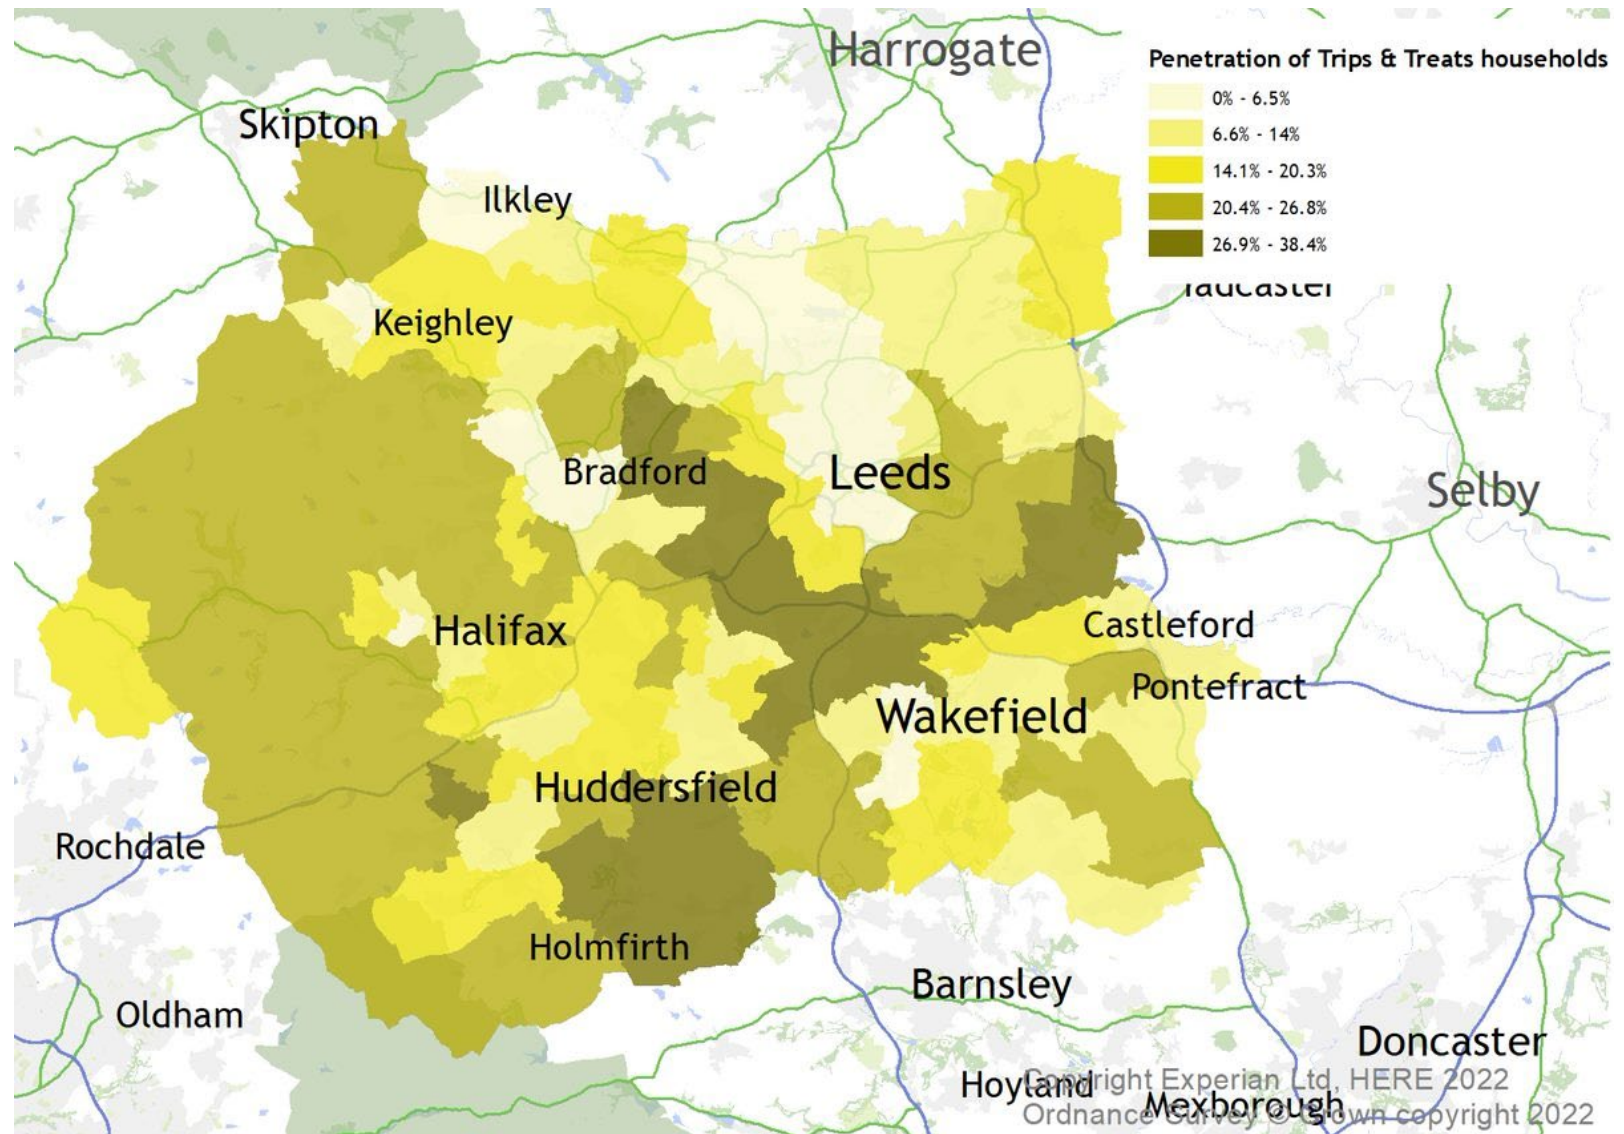 Harrogate
Penetration of Trips & Treats households
0% - 6.5%
6.6% - 14%
14.1% - 20.3%
20.4% - 26.8%
26.9% - 38.4%
Skipton
Ilkley
Tadcaster
Keighley
Bradford
Leeds
Selby
Halifax
Castleford
Pontefract
Wakefield
Huddersfield
Rochdale
Holmfirth
Barnsley
Oldham
Doncaster
Hoyland
Copyright Experian Ltd, HERE 2022
Mexborough
Ordnance Survey © Crown copyright 2022